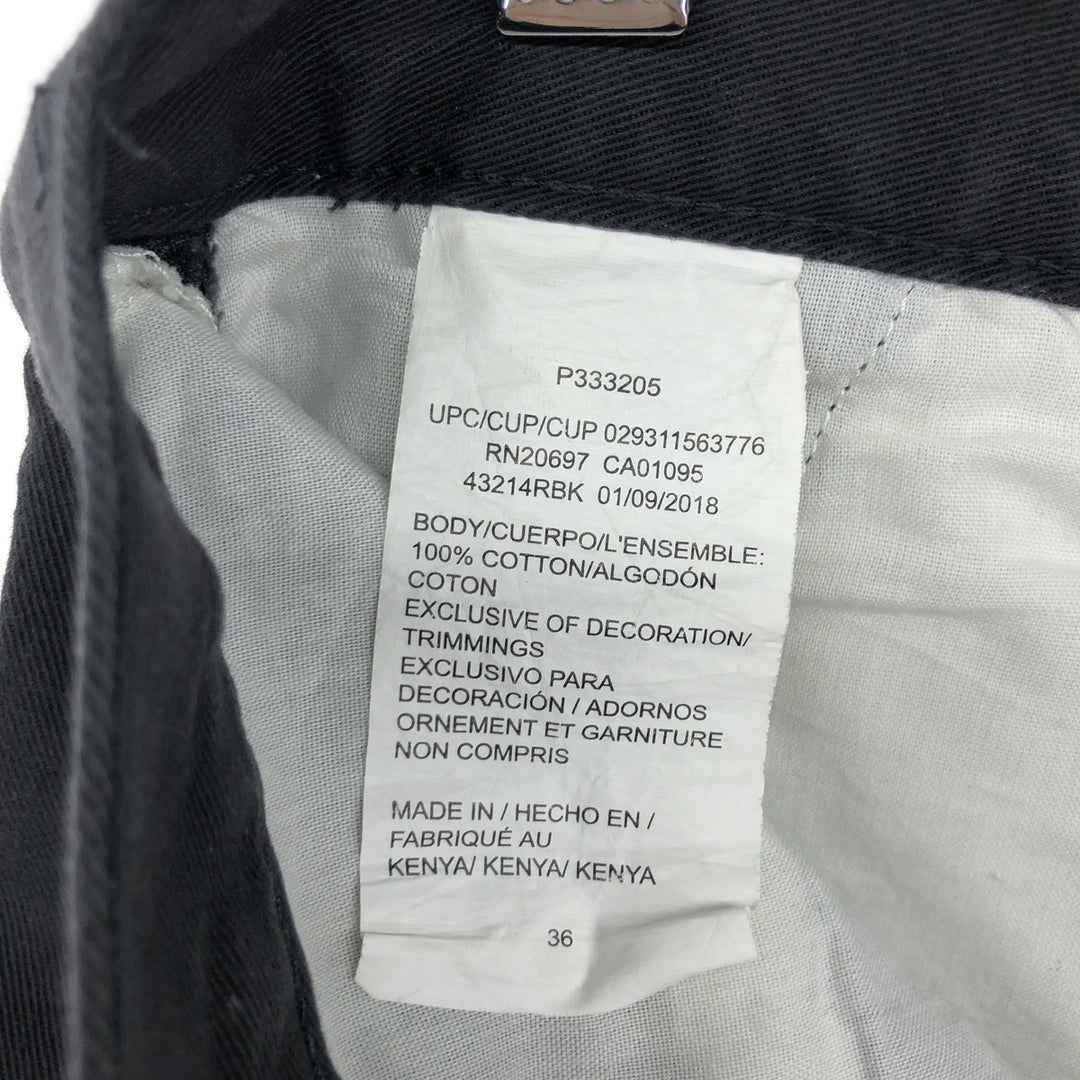 P333205
UPC/CUP/CUP 029311563776
RN20697 CA01095
43214RBK 01/09/2018
BODY/CUERPO/L'ENSEMBLE:
100% COTTON/ALGODÓN
COTON
EXCLUSIVE OF DECORATION/
TRIMMINGS
EXCLUSIVO PARA
DECORACIÓN / ADORNOS
ORNEMENT ET GARNITURE
NON COMPRIS
MADE IN / HECHO EN /
FABRIQUÉ AU
KENYA/ KENYA/ KENYA
36